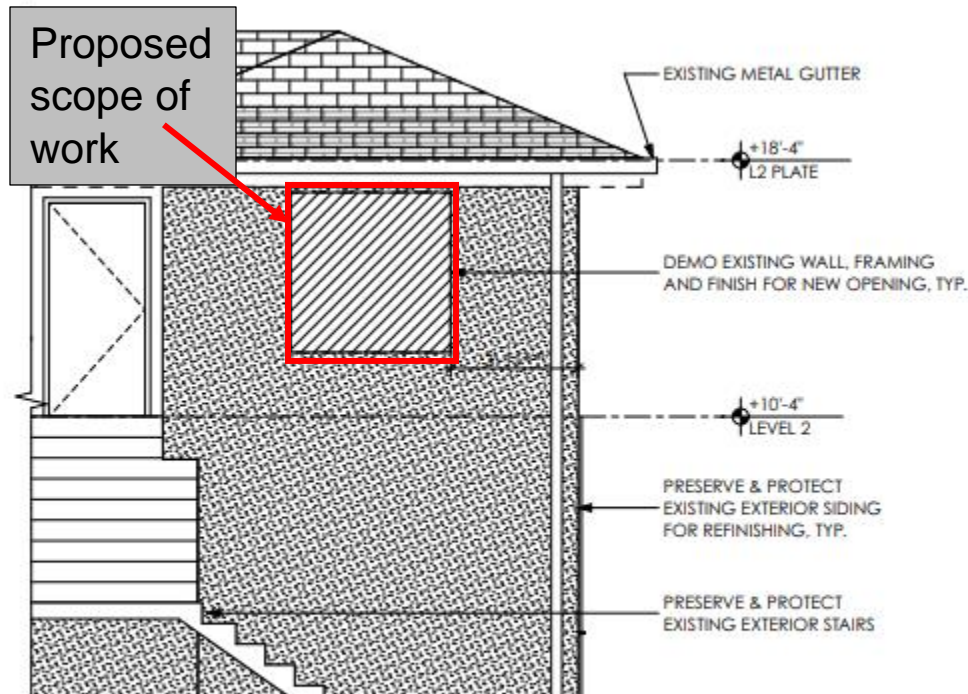 Proposed
scope of
work
EXISTING METAL GUTTER
+18'-4"
L2 PLATE
DEMO EXISTING WALL, FRAMING
AND FINISH FOR NEW OPENING, TYP.
+10'-4"
LEVEL 2
PRESERVE & PROTECT
EXISTING EXTERIOR SIDING
FOR REFINISHING, TYP.
PRESERVE & PROTECT
EXISTING EXTERIOR STAIRS